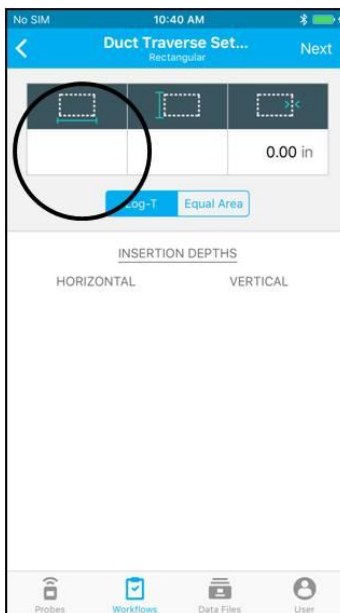 No SIM 10:40 AM
Duct Traverse Set... Next
Rectangular
0.00 in
Log-T Equal Area
INSERTION DEPTHS
HORIZONTAL VERTICAL
Probes Workflows Data Files User